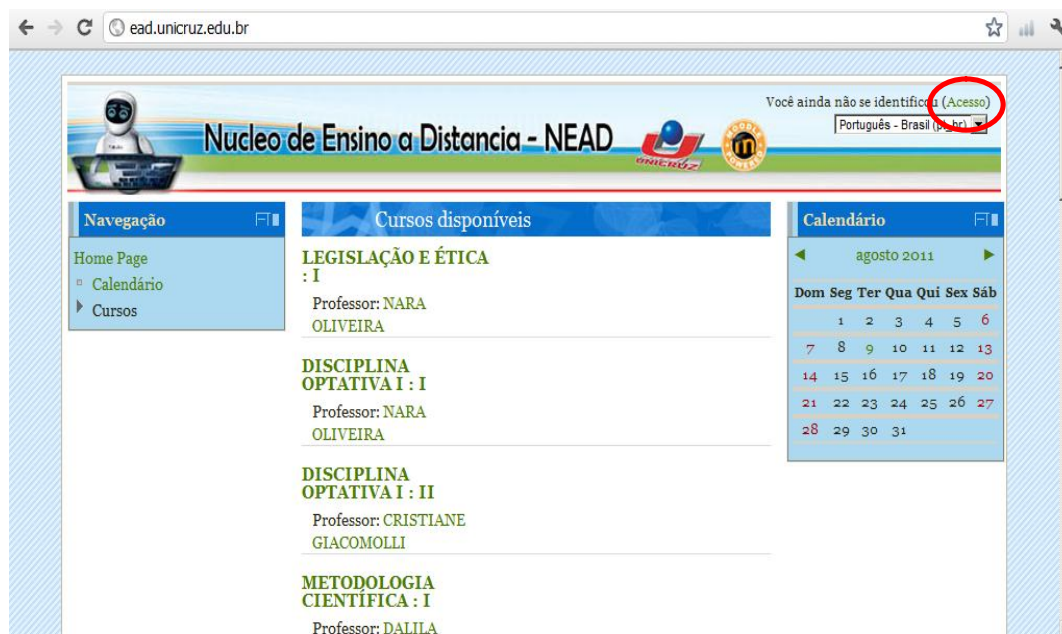 ead.unicruz.edu.br
Você ainda não se identificou (Acesso)
Português - Brasil (pt_br)
Nucleo de Ensino a Distancia - NEAD
UNICRUZ
MOODLE
m
POWERED
Navegação
Home Page
Calendário
Cursos
Cursos disponíveis
LEGISLAÇÃO E ÉTICA
: I
Professor: NARA
OLIVEIRA
DISCIPLINA
OPTATIVA I : I
Professor: NARA
OLIVEIRA
DISCIPLINA
OPTATIVA I : II
Professor: CRISTIANE
GIACOMOLLI
METODOLOGIA
CIENTÍFICA : I
Professor: DALILA
Calendário
agosto 2011
Dom Seg Ter Qua Qui Sex Sáb
1 2 3 4 5 6
7 8 9 10 11 12 13
14 15 16 17 18 19 20
21 22 23 24 25 26 27
28 29 30 31